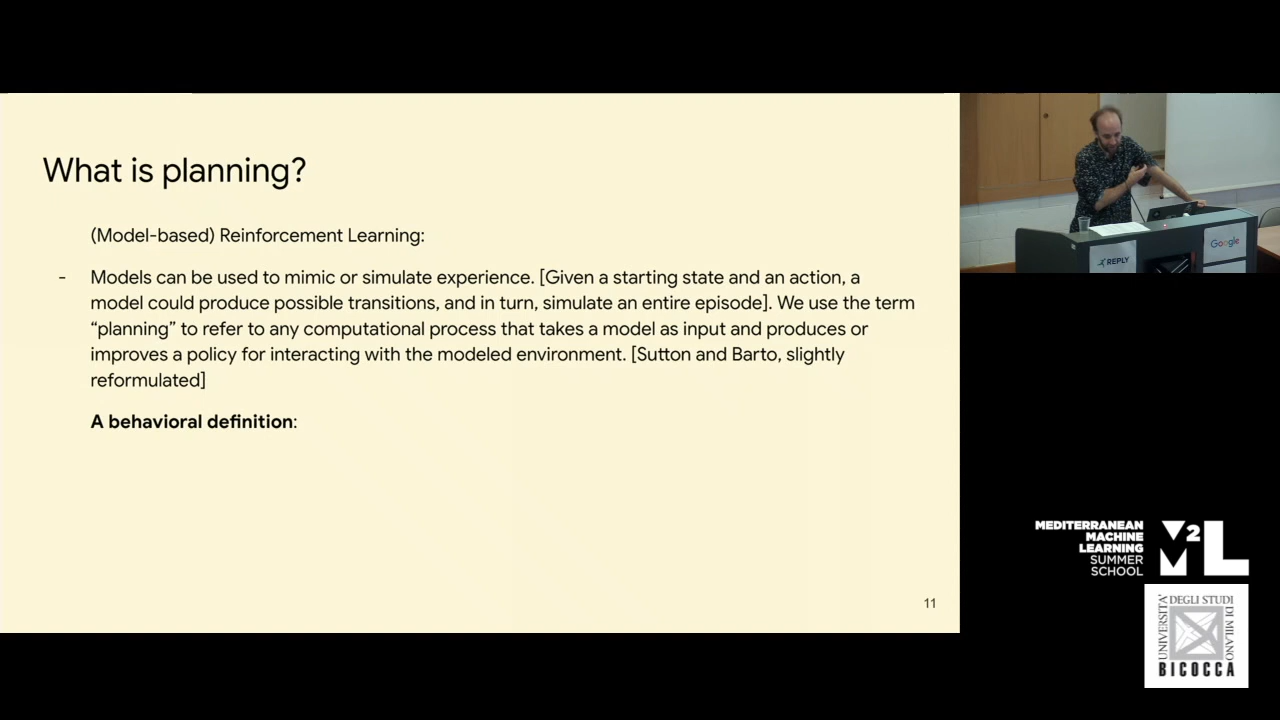 What is planning?
(Model-based) Reinforcement Learning:
- Models can be used to mimic or simulate experience. [Given a starting state and an action, a
model could produce possible transitions, and in turn, simulate an entire episode]. We use the term
“planning” to refer to any computational process that takes a model as input and produces or
improves a policy for interacting with the modeled environment. [Sutton and Barto, slightly
reformulated]
A behavioral definition:
11
REPLY
Google
MEDITERRANEAN
MACHINE
LEARNING
SUMMER
SCHOOL
M2L
UNIVERSITÀ
DEGLI STUDI
DI MILANO
BICOCCA